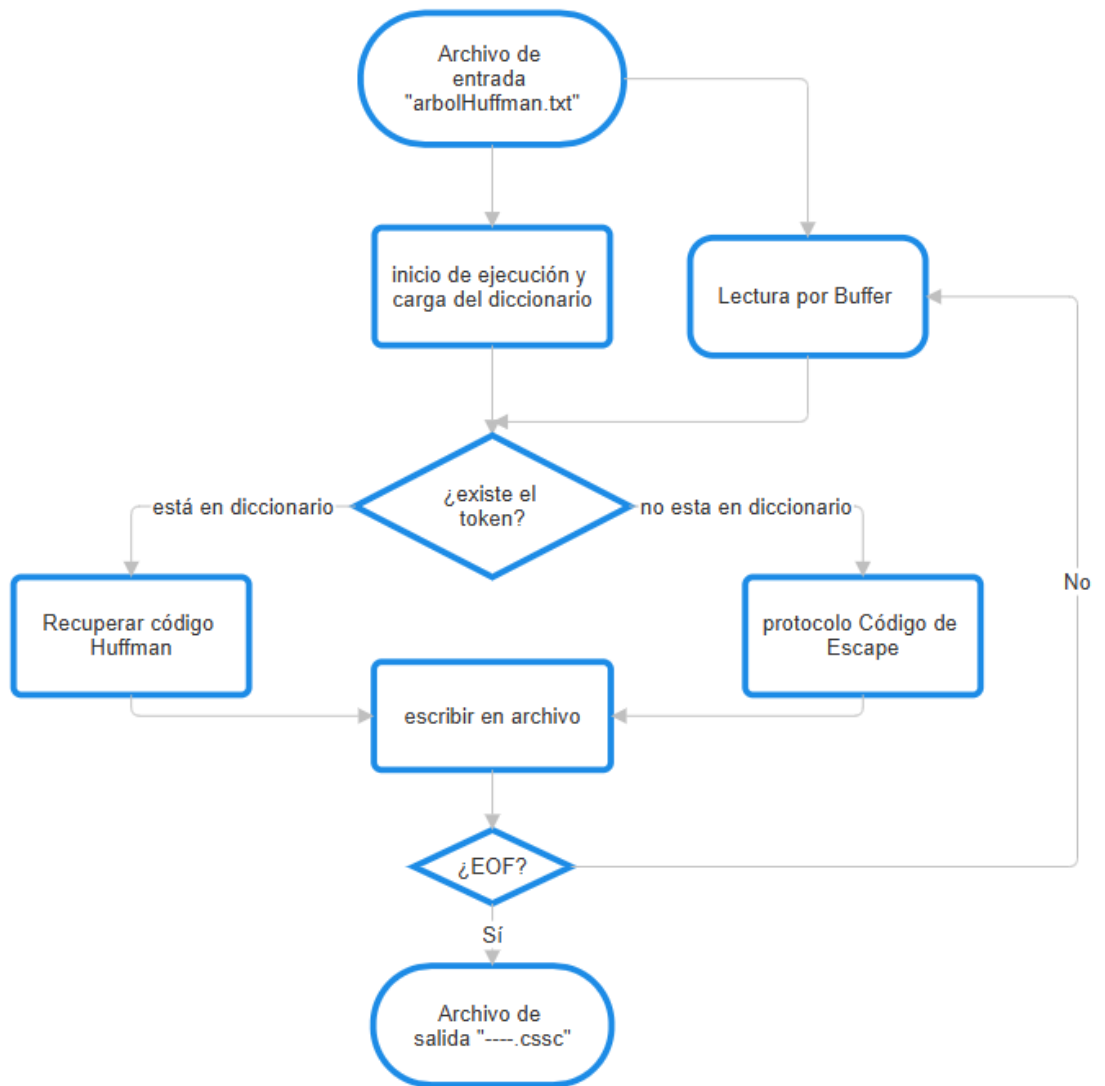 Archivo de
entrada
"arbolHuffman.txt"
inicio de ejecución y
carga del diccionario
Lectura por Buffer
¿existe el
token?
está en diccionario
no esta en diccionario
Recuperar código
Huffman
protocolo Código de
Escape
No
escribir en archivo
¿EOF?
Sí
Archivo de
salida "----.cssc"